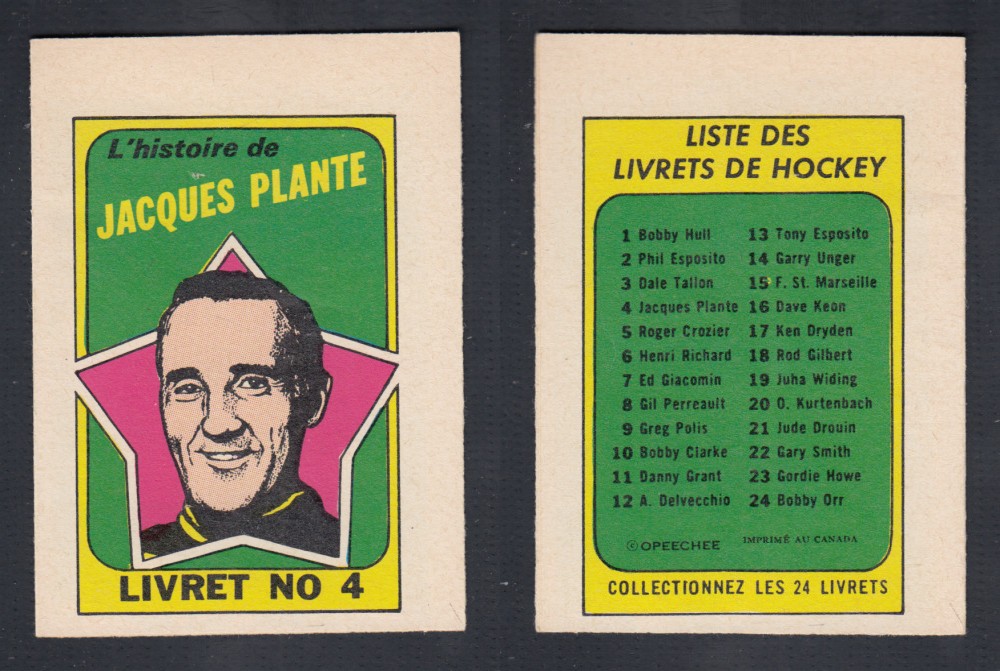 L'histoire de
JACQUES PLANTE
LIVRET NO 4
LISTE DES
LIVRETS DE HOCKEY
1 Bobby Hull
2 Phil Esposito
3 Dale Tallon
4 Jacques Plante
5 Roger Crozier
6 Henri Richard
7 Ed Giacomin
8 Gil Perreault
9 Greg Polis
10 Bobby Clarke
11 Danny Grant
12 A. Delvecchio
13 Tony Esposito
14 Garry Unger
15 F. St. Marseille
16 Dave Keon
17 Ken Dryden
18 Rod Gilbert
19 Juha Widing
20 O. Kurtenbach
21 Jude Drouin
22 Gary Smith
23 Gordie Howe
24 Bobby Orr
©OPEECHEE
IMPRIMÉ AU CANADA
COLLECTIONNEZ LES 24 LIVRETS